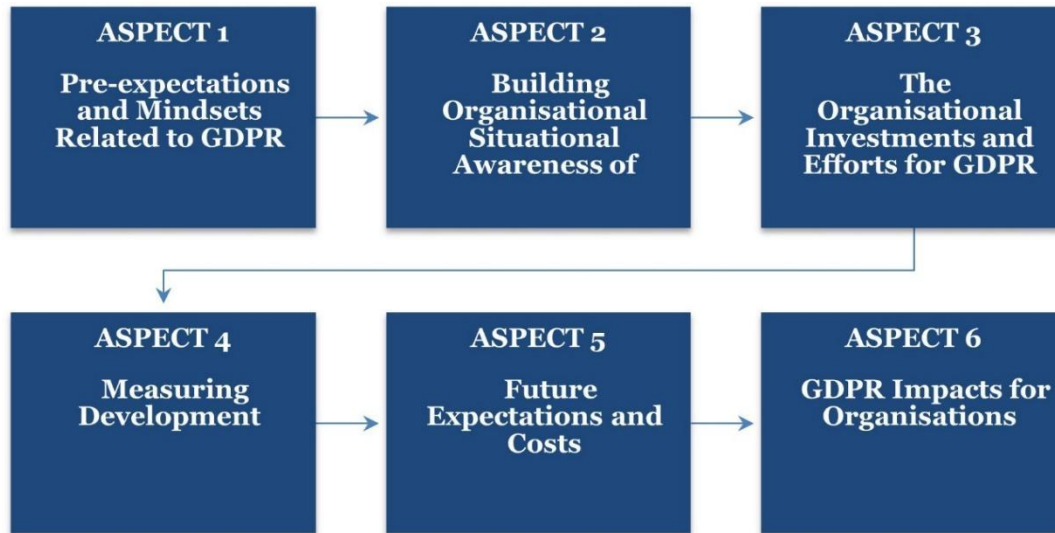 ASPECT 1
Pre-expectations
and Mindsets
Related to GDPR
ASPECT 2
Building
Organisational
Situational
Awareness of
ASPECT 3
The
Organisational
Investments and
Efforts for GDPR
ASPECT 4
Measuring
Development
ASPECT 5
Future
Expectations and
Costs
ASPECT 6
GDPR Impacts for
Organisations